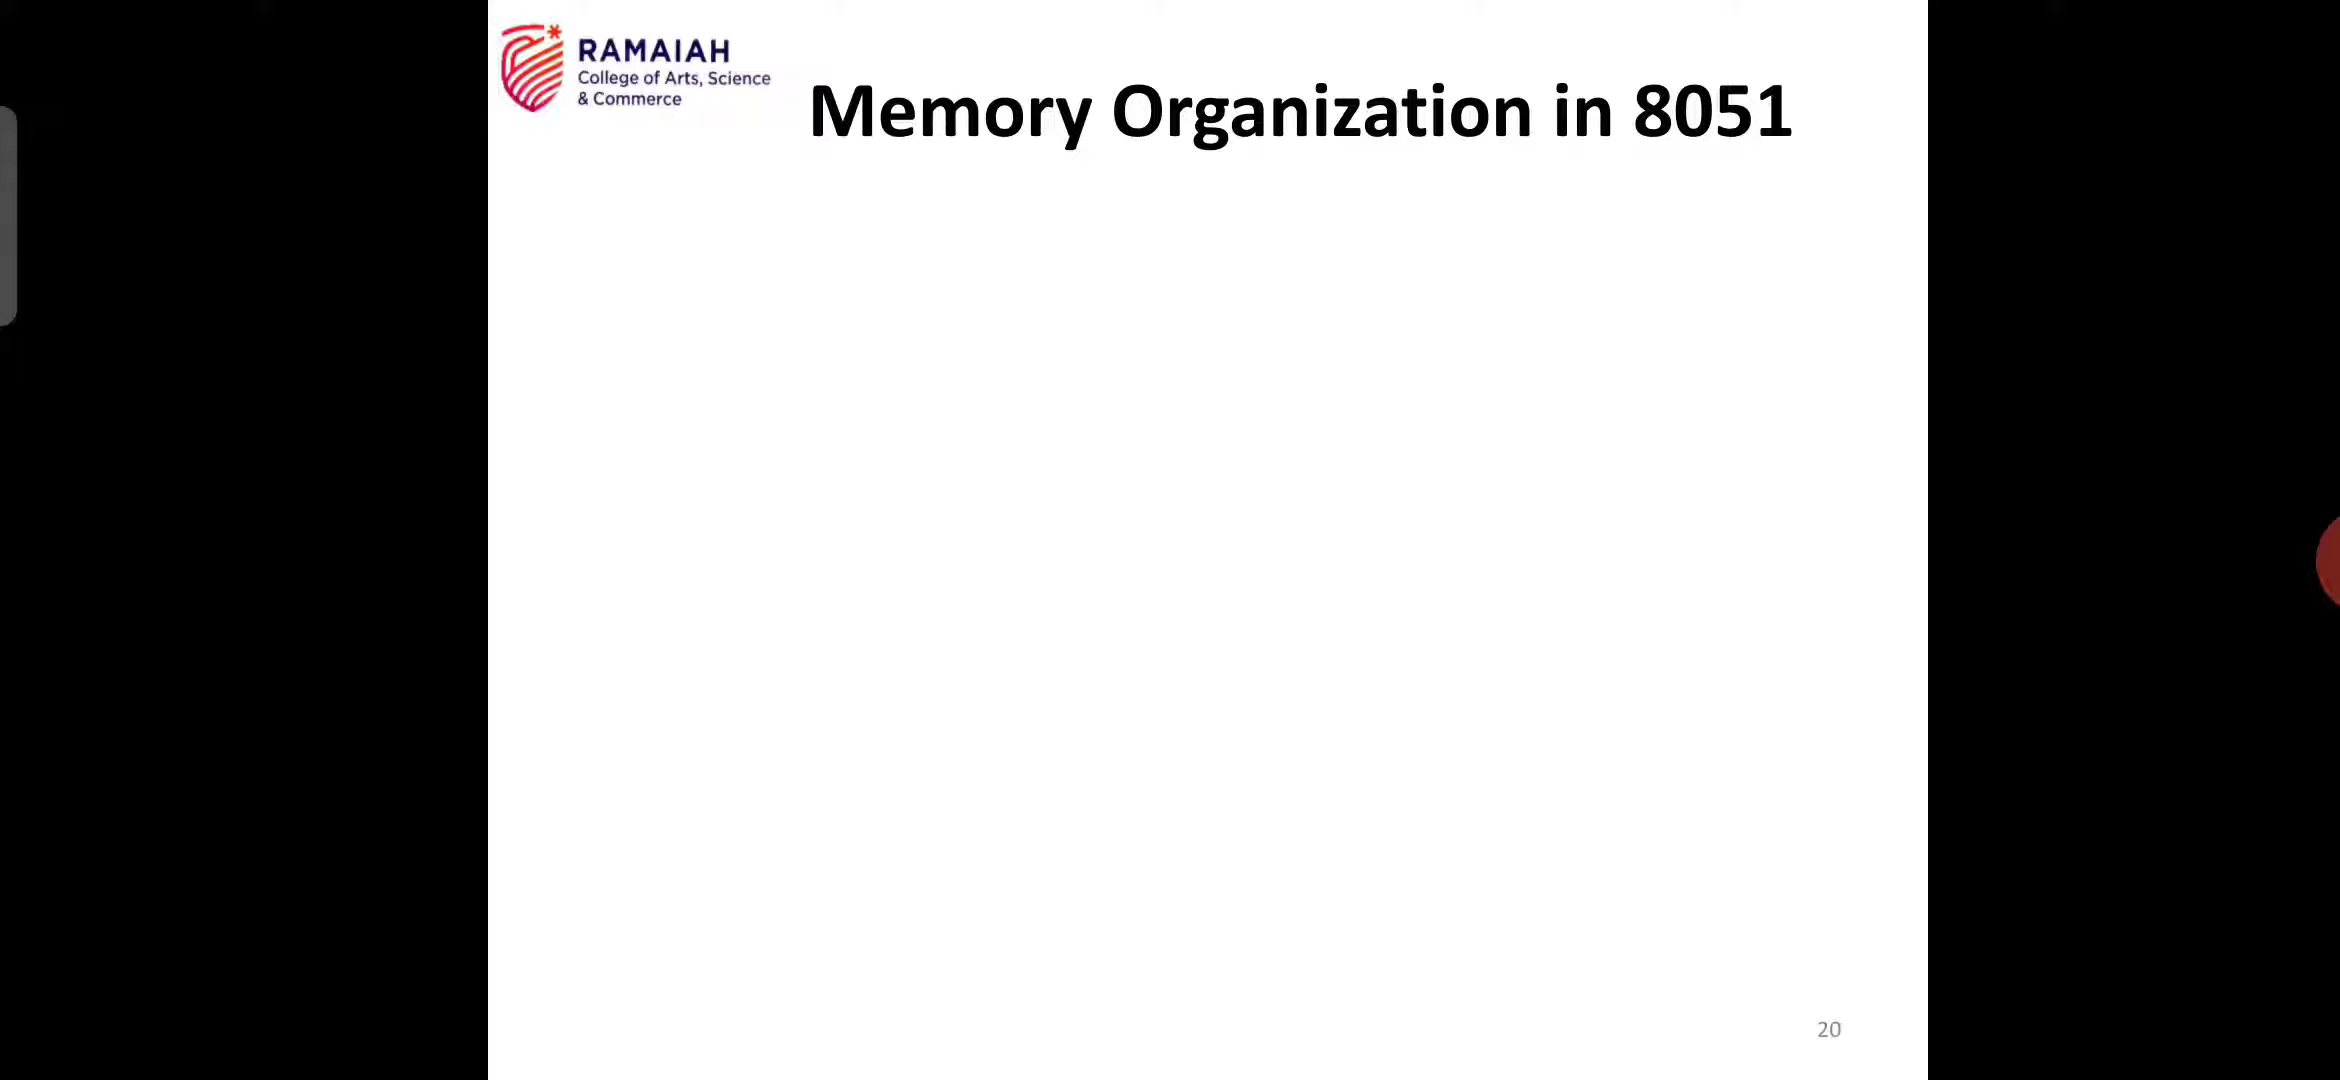 RAMAIAH
College of Arts, Science
& Commerce
Memory Organization in 8051
20